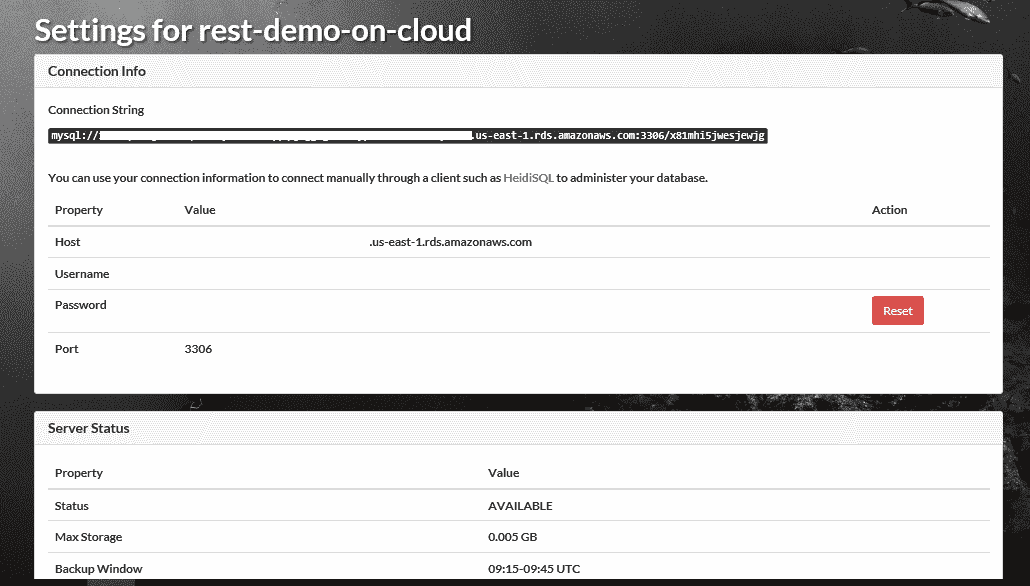 Settings for rest-demo-on-cloud
Connection Info
Connection String
mysql:// .us-east-1.rds.amazonaws.com:3306/x81mhi5jwesjewjg
You can use your connection information to connect manually through a client such as HeidiSQL to administer your database.
Property Value Action
Host .us-east-1.rds.amazonaws.com
Username
Password Reset
Port 3306
Server Status
Property Value
Status AVAILABLE
Max Storage 0.005 GB
Backup Window 09:15-09:45 UTC